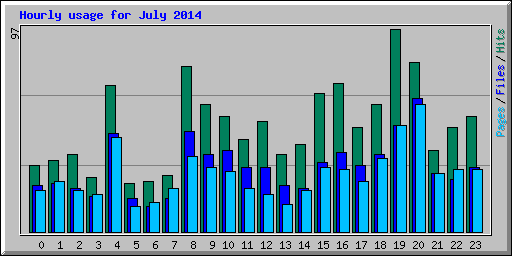 Hourly usage for July 2014
97
Pages / Files / Hits
0 1 2 3 4 5 6 7 8 9 10 11 12 13 14 15 16 17 18 19 20 21 22 23